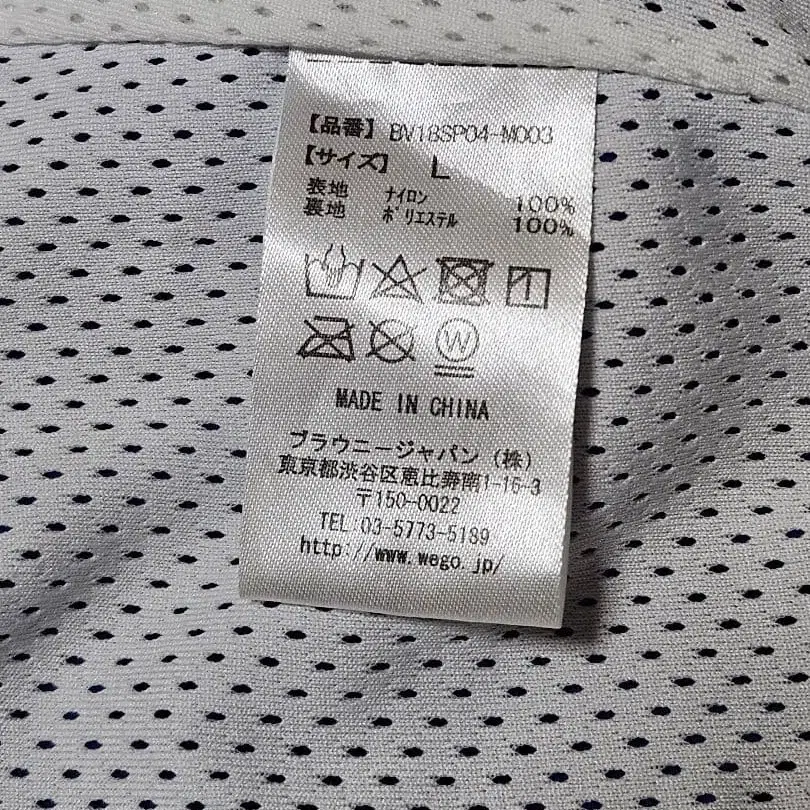 【品番】 BV18SP04-M003
【サイズ】 L
表地 ナイロン 100%
裏地 ポリエステル 100%
W
MADE IN CHINA
ブラウニージャパン (株)
東京都渋谷区恵比寿南1-15-3
〒150-0022
TEL 03-5773-5189
http://www.wego.jp/